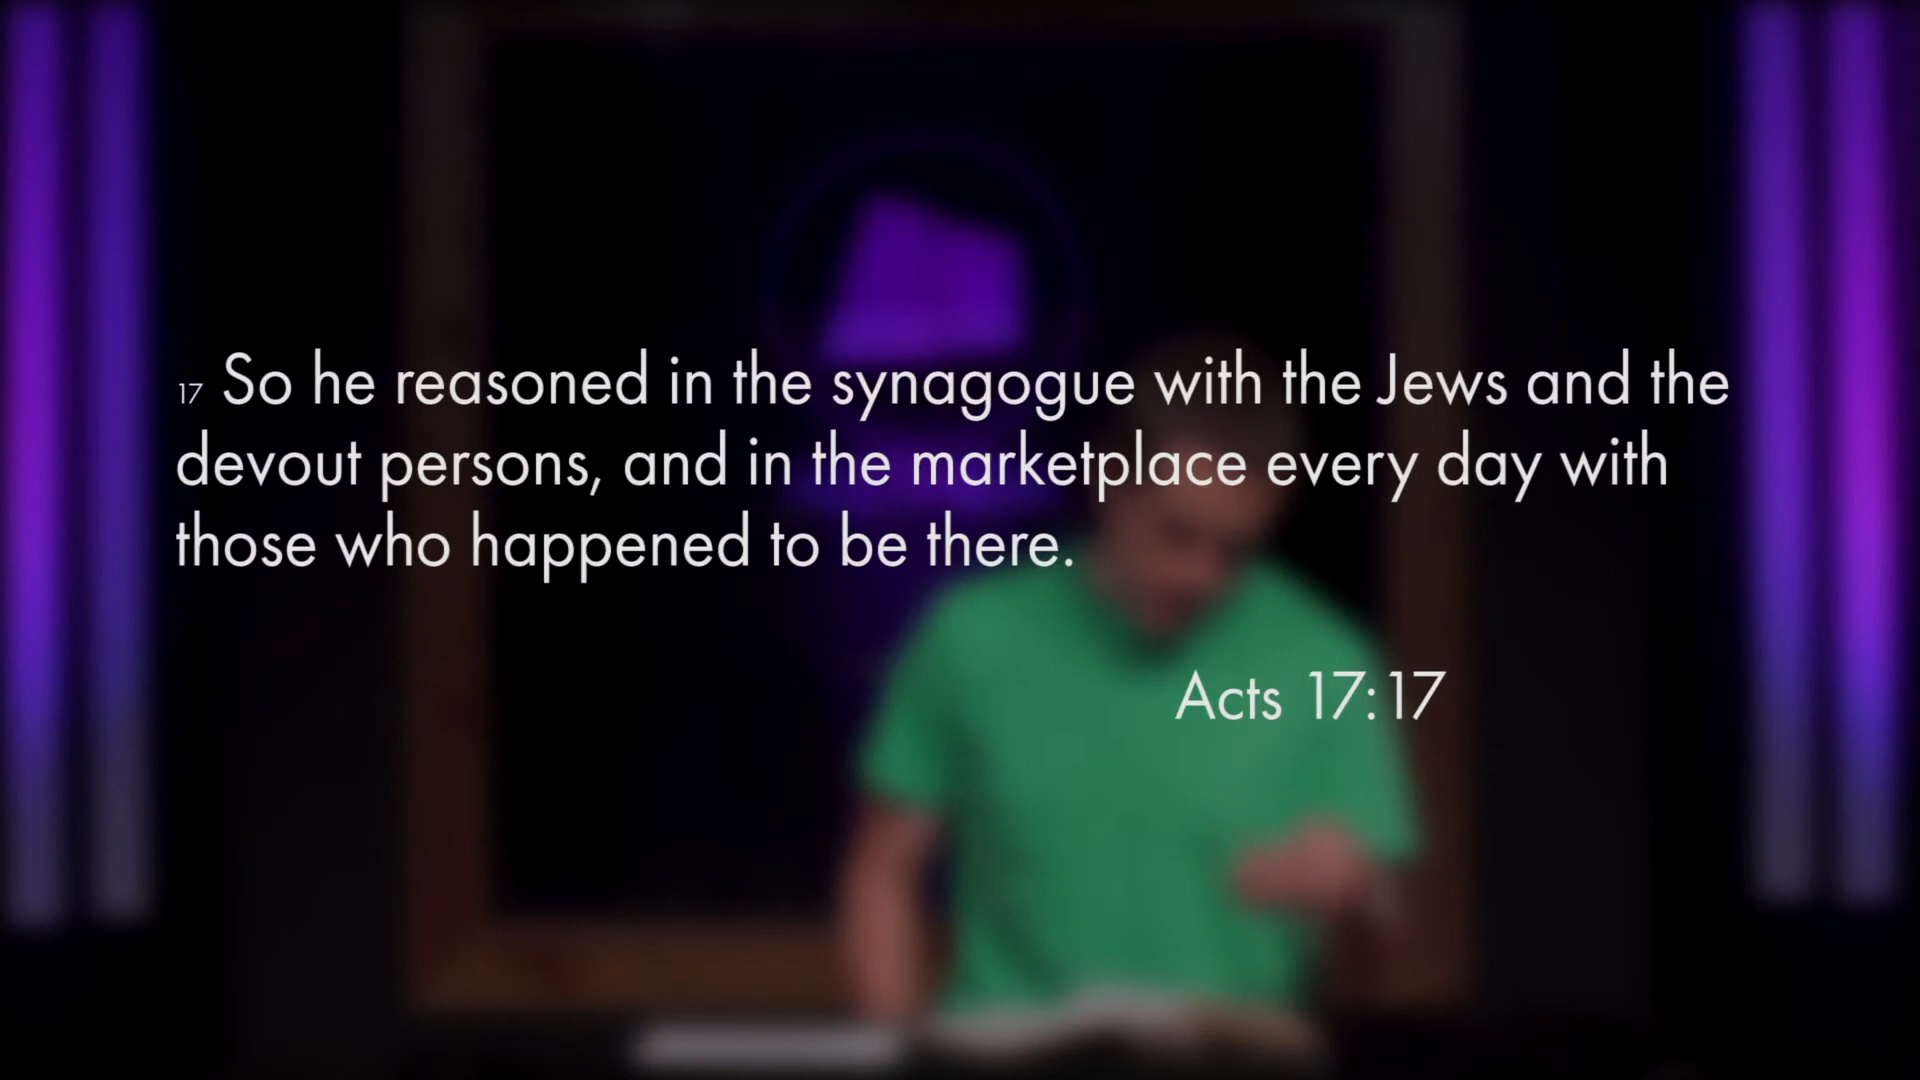 17 So he reasoned in the synagogue with the Jews and the
devout persons, and in the marketplace every day with
those who happened to be there.
Acts 17:17